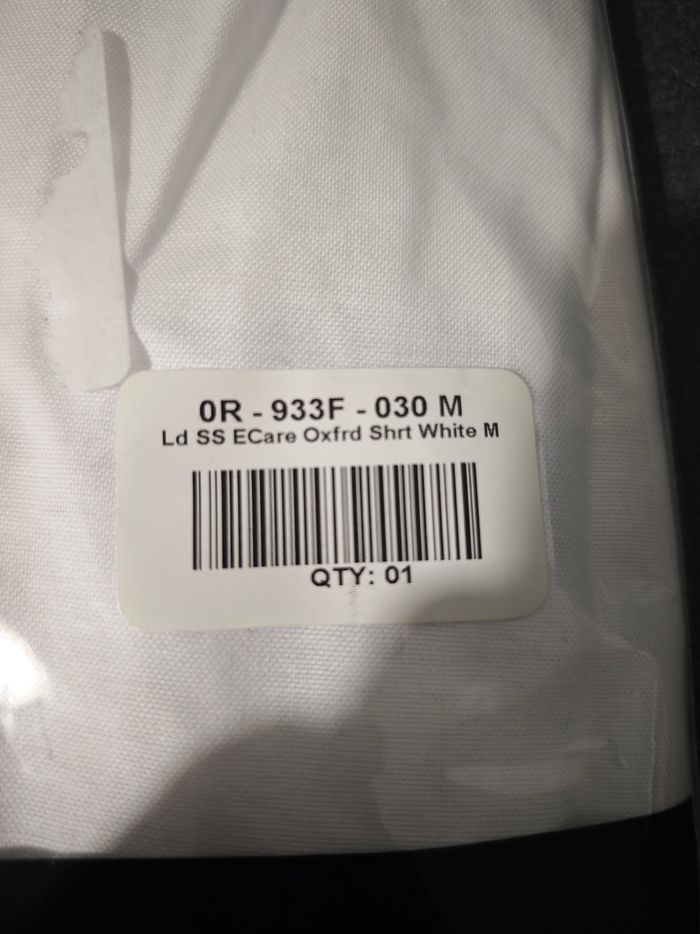 0R - 933F - 030 M
Ld SS ECare Oxfrd Shrt White M
QTY: 01